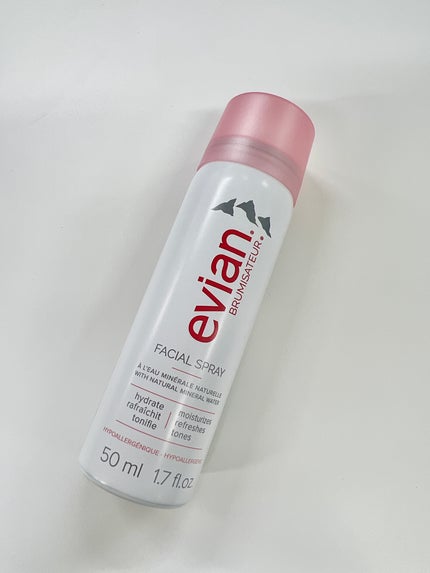 evian.
BRUMISATEUR.
FACIAL SPRAY
À L'EAU MINÉRALE NATURELLE
WITH NATURAL MINERAL WATER
hydrate
rafraîchit
tonifie
moisturizes
refreshes
tones
HYPOALLERGÉNIQUE - HYPOALLERGENIC
50 ml 1.7 fl.oz